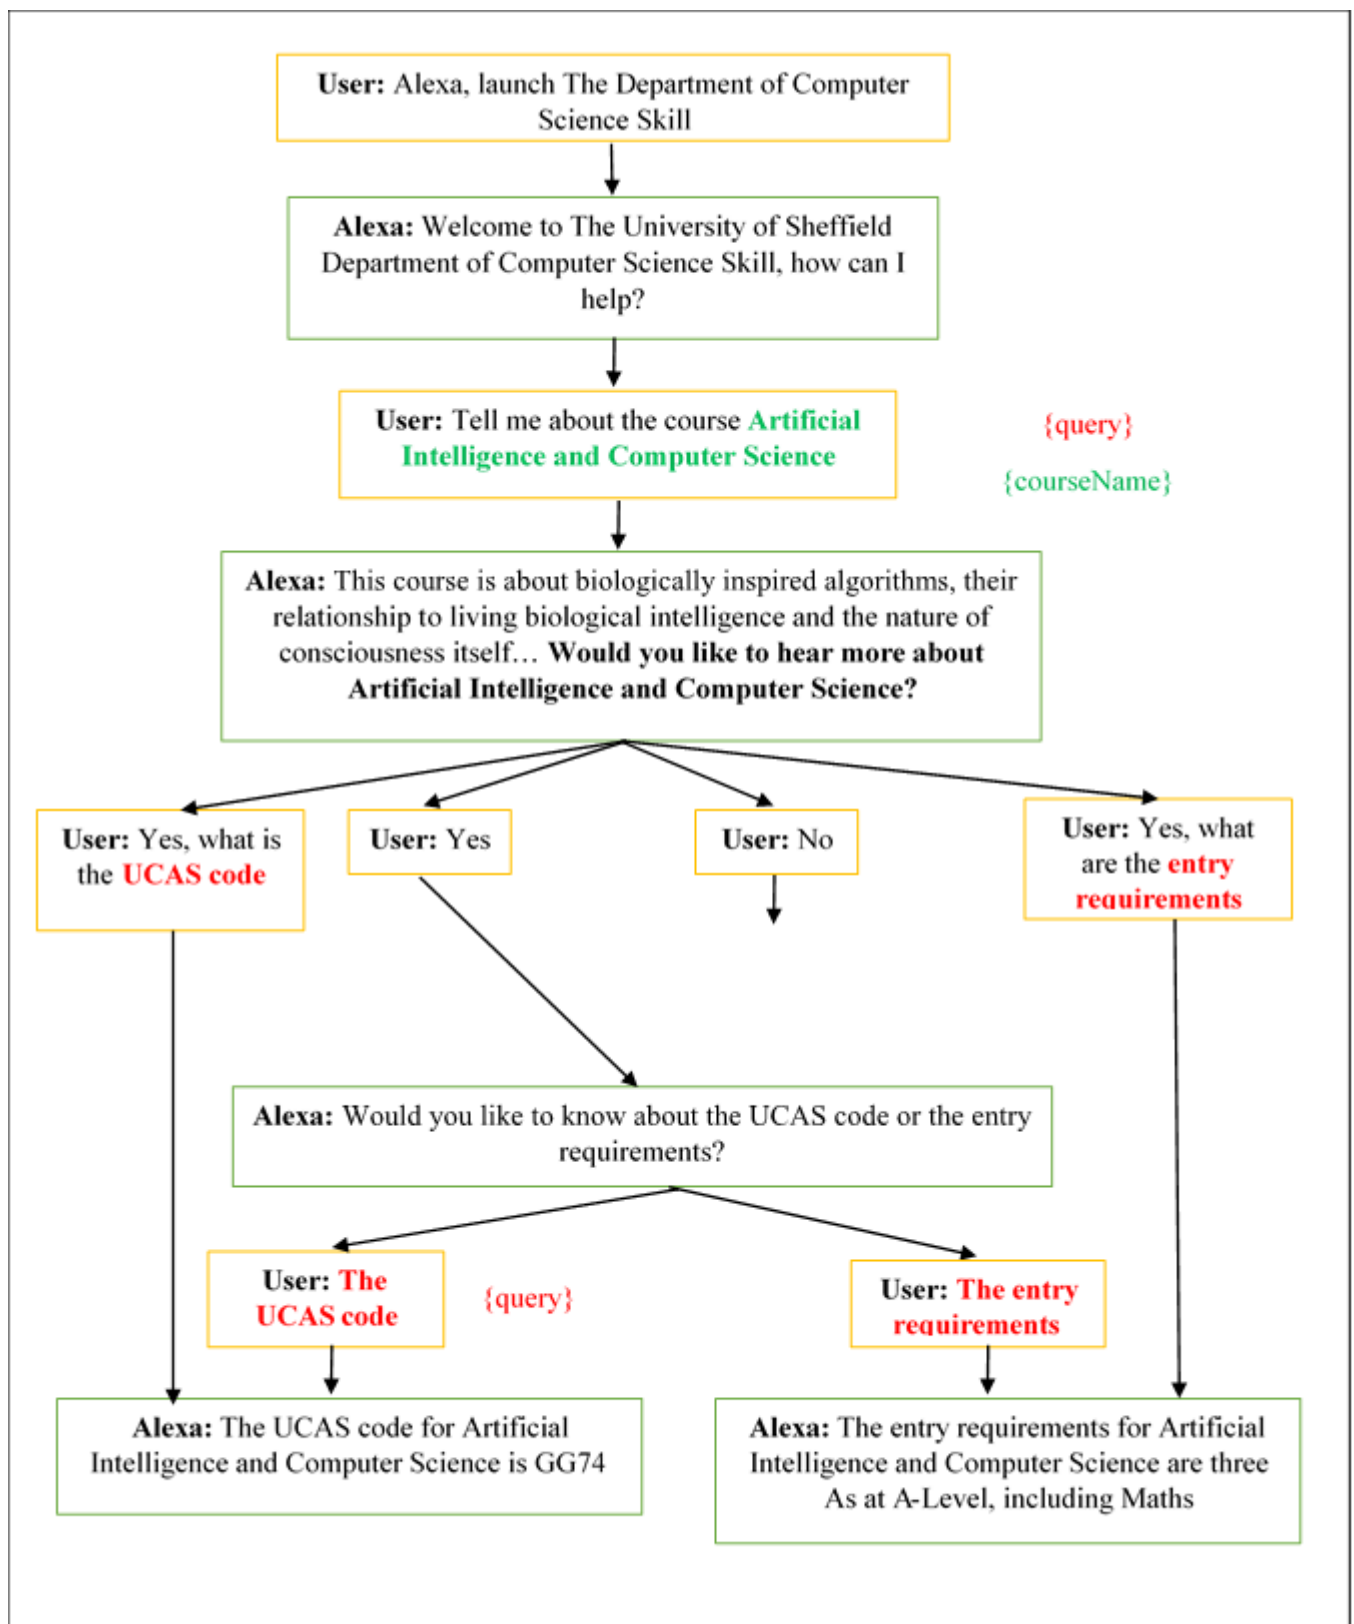 User: Alexa, launch The Department of Computer
Science Skill
Alexa: Welcome to The University of Sheffield
Department of Computer Science Skill, how can I
help?
User: Tell me about the course Artificial
Intelligence and Computer Science
{query}
{courseName}
Alexa: This course is about biologically inspired algorithms, their
relationship to living biological intelligence and the nature of
consciousness itself… Would you like to hear more about
Artificial Intelligence and Computer Science?
User: Yes, what is
the UCAS code
User: Yes
User: No
User: Yes, what
are the entry
requirements
Alexa: Would you like to know about the UCAS code or the entry
requirements?
User: The
UCAS code
{query}
User: The entry
requirements
Alexa: The UCAS code for Artificial
Intelligence and Computer Science is GG74
Alexa: The entry requirements for Artificial
Intelligence and Computer Science are three
As at A-Level, including Maths